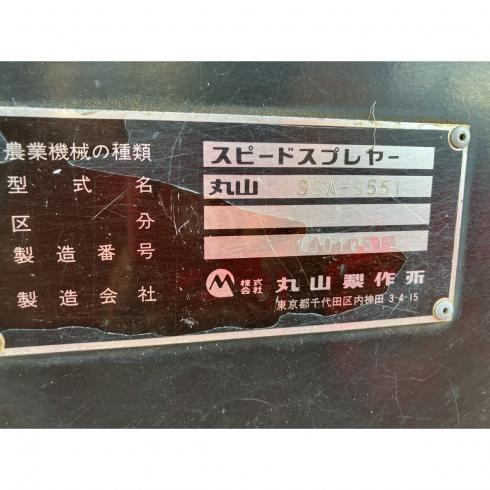 農業機械の種類 スピードスプレヤー
型式名 丸山 SSA-S551
区分
製造番号
製造会社 株式会社 丸山製作所
東京都千代田区内神田 3-4-15